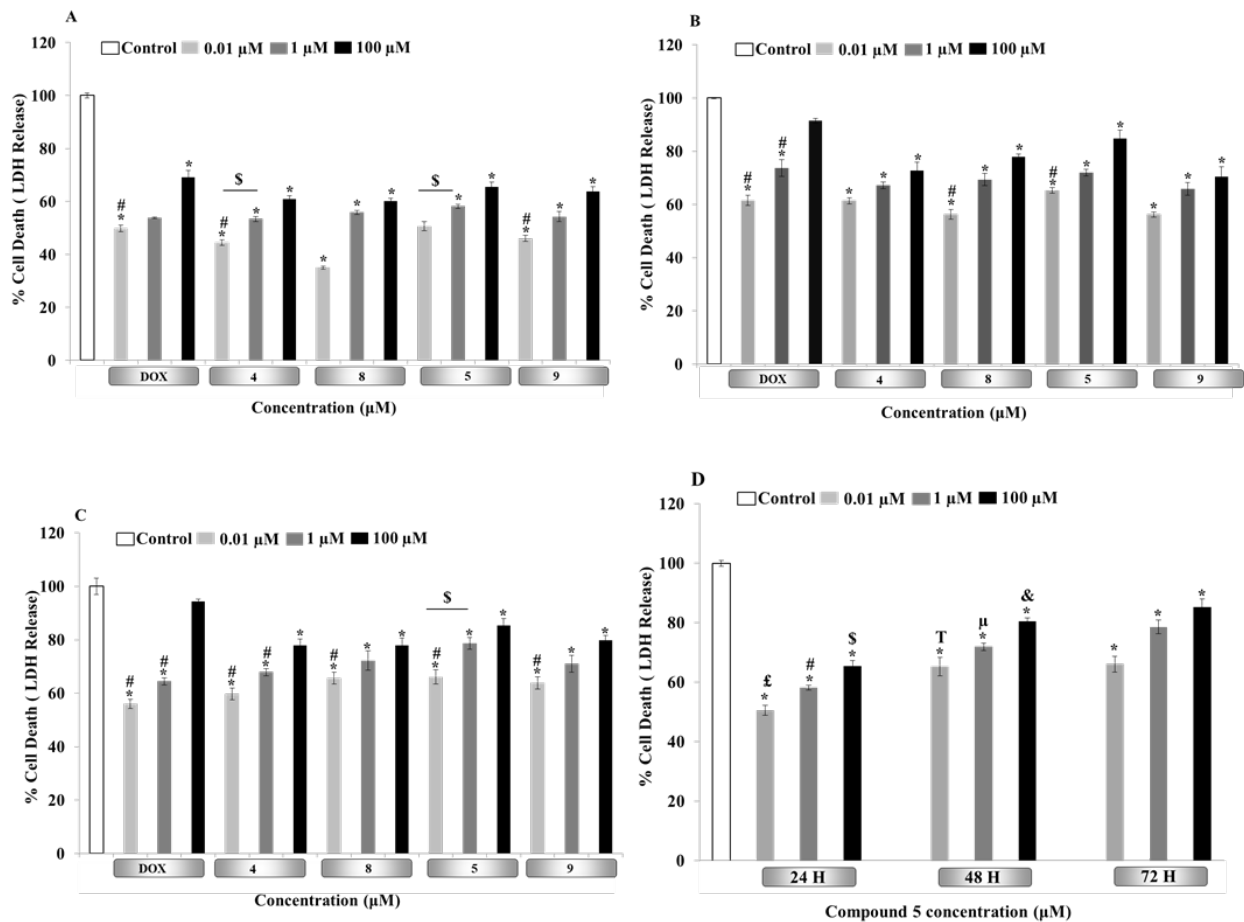 A
120
100
80
60
40
20
0
% Cell Death ( LDH Release)
Control 0.01 µM 1 µM 100 µM
# * * # * $ * * * * * $ * * # * * *
DOX 4 8 5 9
Concentration (µM)
B
120
100
80
60
40
20
0
% Cell Death ( LDH Release)
Control 0.01 µM 1 µM 100 µM
# * # * * * * # * * * # * * * * * *
DOX 4 8 5 9
Concentration (µM)
C
120
100
80
60
40
20
0
% Cell Death ( LDH Release)
Control 0.01 µM 1 µM 100 µM
# * # * # * # * * # * * * # * $ * * # * * *
DOX 4 8 5 9
Concentration (µM)
D
120
100
80
60
40
20
0
% Cell Death ( LDH Release)
Control 0.01 µM 1 µM 100 µM
£ * # * $ * T * µ * & * * * *
24 H 48 H 72 H
Compound 5 concentration (µM)